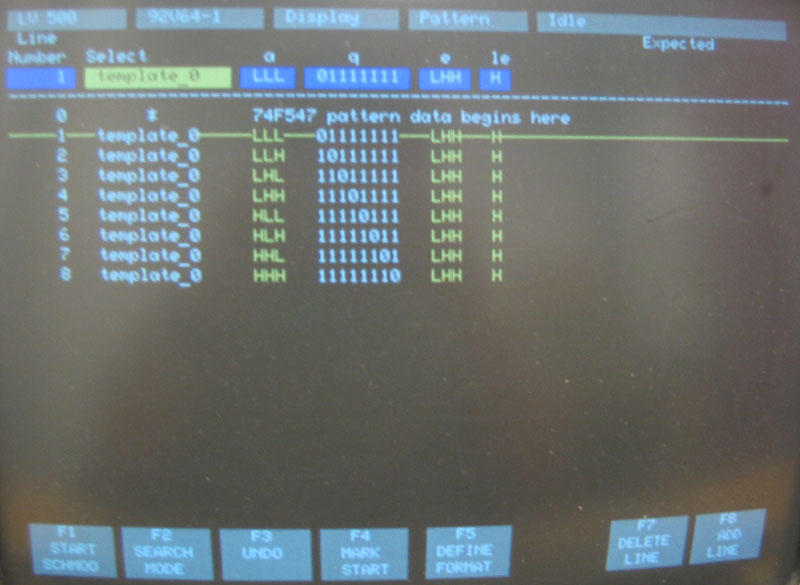 LV 500 92V64-1 Display Pattern Idle
Line Expected
Number Select a q e le
1 template_0 LLL 01111111 LHH H
0 * 74F547 pattern data begins here
1 template_0 LLL 01111111 LHH H
2 template_0 LLH 10111111 LHH H
3 template_0 LHL 11011111 LHH H
4 template_0 LHH 11101111 LHH H
5 template_0 HLL 11110111 LHH H
6 template_0 HLH 11111011 LHH H
7 template_0 HHL 11111101 LHH H
8 template_0 HHH 11111110 LHH H
F1 F2 F3 F4 F5 F7 F8
START SEARCH UNDO MARK DEFINE DELETE ADD
SCHMOO MODE START FORMAT LINE LINE